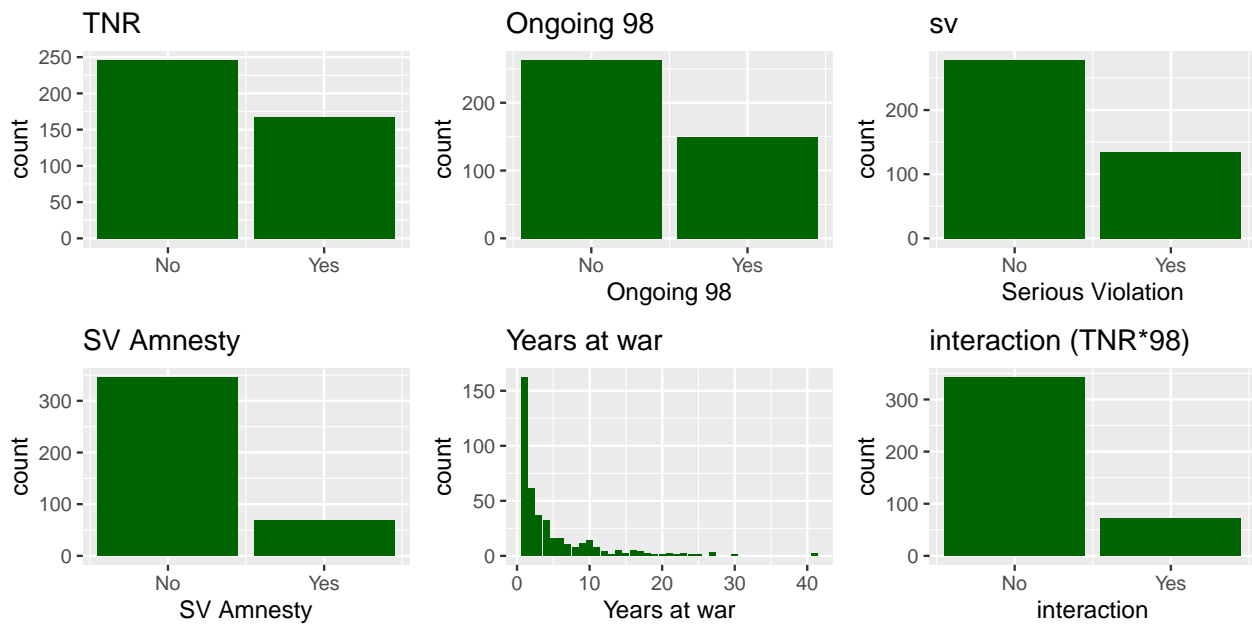 TNR
250
200
150
100
50
0
count
No Yes
Ongoing 98
200
100
0
count
No Yes
Ongoing 98
sv
200
100
0
count
No Yes
Serious Violation
SV Amnesty
300
200
100
0
count
No Yes
SV Amnesty
Years at war
150
100
50
0
count
0 10 20 30 40
Years at war
interaction (TNR*98)
300
200
100
0
count
No Yes
interaction